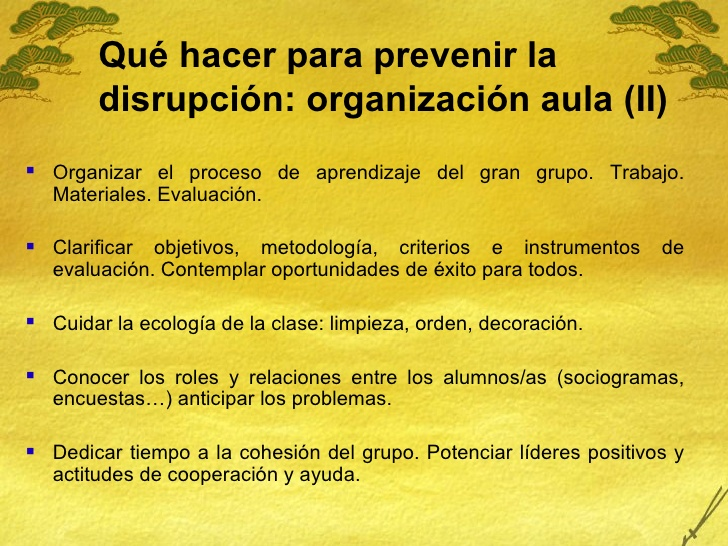 Qué hacer para prevenir la
disrupción: organización aula (II)
Organizar el proceso de aprendizaje del gran grupo. Trabajo.
Materiales. Evaluación.
Clarificar objetivos, metodología, criterios e instrumentos de
evaluación. Contemplar oportunidades de éxito para todos.
Cuidar la ecología de la clase: limpieza, orden, decoración.
Conocer los roles y relaciones entre los alumnos/as (sociogramas,
encuestas…) anticipar los problemas.
Dedicar tiempo a la cohesión del grupo. Potenciar líderes positivos y
actitudes de cooperación y ayuda.